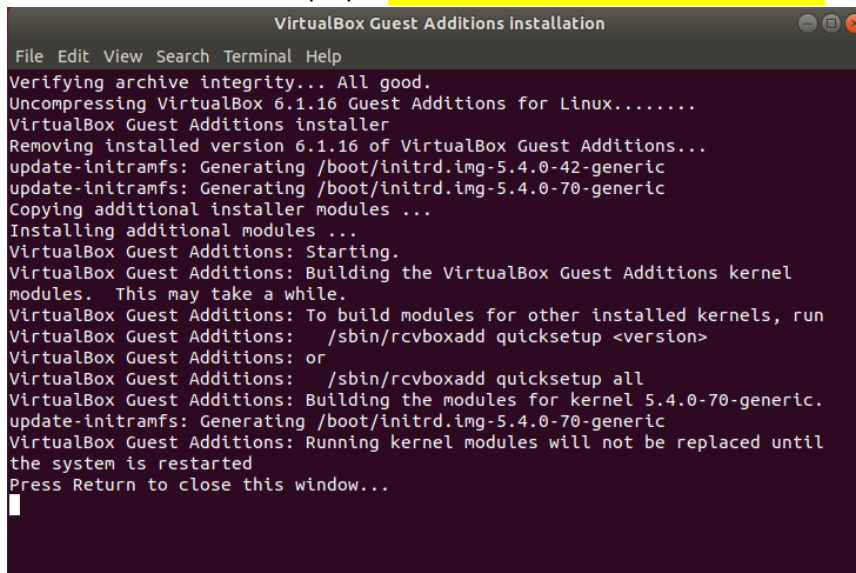 VirtualBox Guest Additions installation
File Edit View Search Terminal Help
Verifying archive integrity... All good.
Uncompressing VirtualBox 6.1.16 Guest Additions for Linux........
VirtualBox Guest Additions installer
Removing installed version 6.1.16 of VirtualBox Guest Additions...
update-initramfs: Generating /boot/initrd.img-5.4.0-42-generic
update-initramfs: Generating /boot/initrd.img-5.4.0-70-generic
Copying additional installer modules ...
Installing additional modules ...
VirtualBox Guest Additions: Starting.
VirtualBox Guest Additions: Building the VirtualBox Guest Additions kernel
modules.  This may take a while.
VirtualBox Guest Additions: To build modules for other installed kernels, run
VirtualBox Guest Additions:   /sbin/rcvboxadd quicksetup <version>
VirtualBox Guest Additions: or
VirtualBox Guest Additions:   /sbin/rcvboxadd quicksetup all
VirtualBox Guest Additions: Building the modules for kernel 5.4.0-70-generic.
update-initramfs: Generating /boot/initrd.img-5.4.0-70-generic
VirtualBox Guest Additions: Running kernel modules will not be replaced until
the system is restarted
Press Return to close this window...